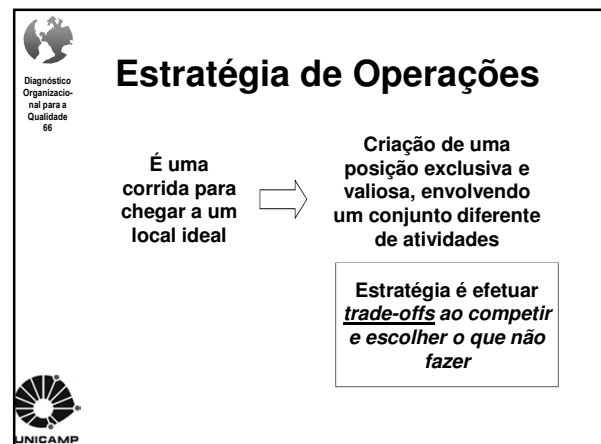 Diagnóstico
Organizacio-
nal para a
Qualidade
66
Estratégia de Operações
É uma
corrida para
chegar a um
local ideal
Criação de uma
posição exclusiva e
valiosa, envolvendo
um conjunto diferente
de atividades
Estratégia é efetuar
trade-offs ao competir
e escolher o que não
fazer
UNICAMP